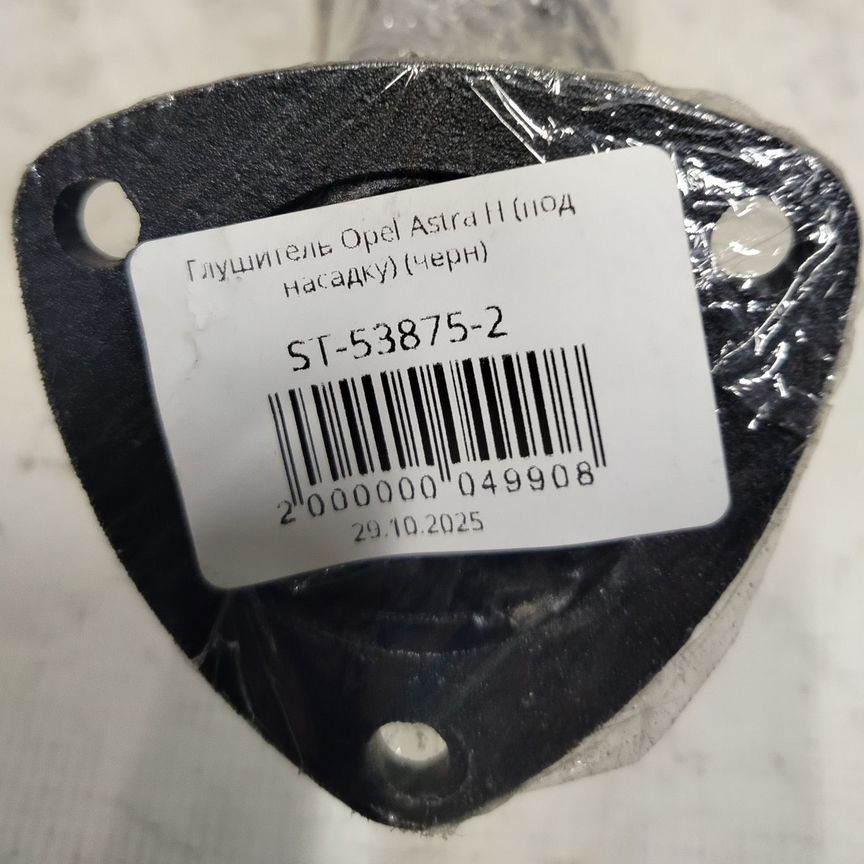 Глушитель Opel Astra H (под
насадку) (черн)
ST-53875-2
2 000000 049908
29.10.2025